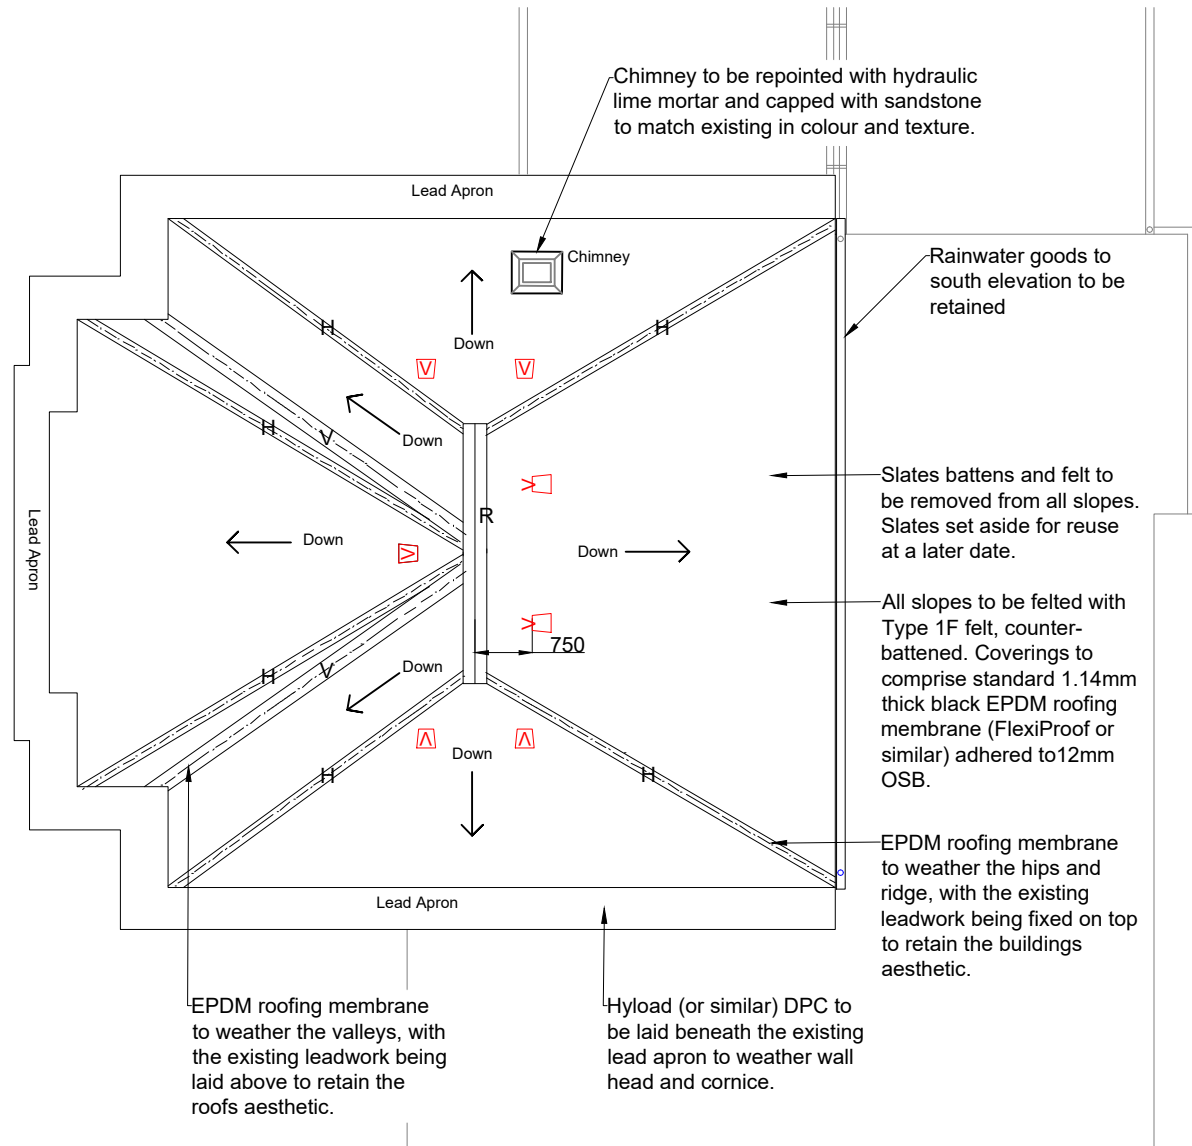 Chimney to be repointed with hydraulic
lime mortar and capped with sandstone
to match existing in colour and texture.
Lead Apron
Chimney
Rainwater goods to
south elevation to be
retained
H
H
Down
V
V
H
V
Down
V
Slates battens and felt to
be removed from all slopes.
Slates set aside for reuse
at a later date.
R
Lead Apron
Down
V
Down
All slopes to be felted with
Type 1F felt, counter-
battened. Coverings to
comprise standard 1.14mm
thick black EPDM roofing
membrane (FlexiProof or
similar) adhered to12mm
OSB.
V
750
H
V
Down
V
V
Down
H
H
EPDM roofing membrane
to weather the hips and
ridge, with the existing
leadwork being fixed on top
to retain the buildings
aesthetic.
Lead Apron
EPDM roofing membrane
to weather the valleys, with
the existing leadwork being
laid above to retain the
roofs aesthetic.
Hyload (or similar) DPC to
be laid beneath the existing
lead apron to weather wall
head and cornice.